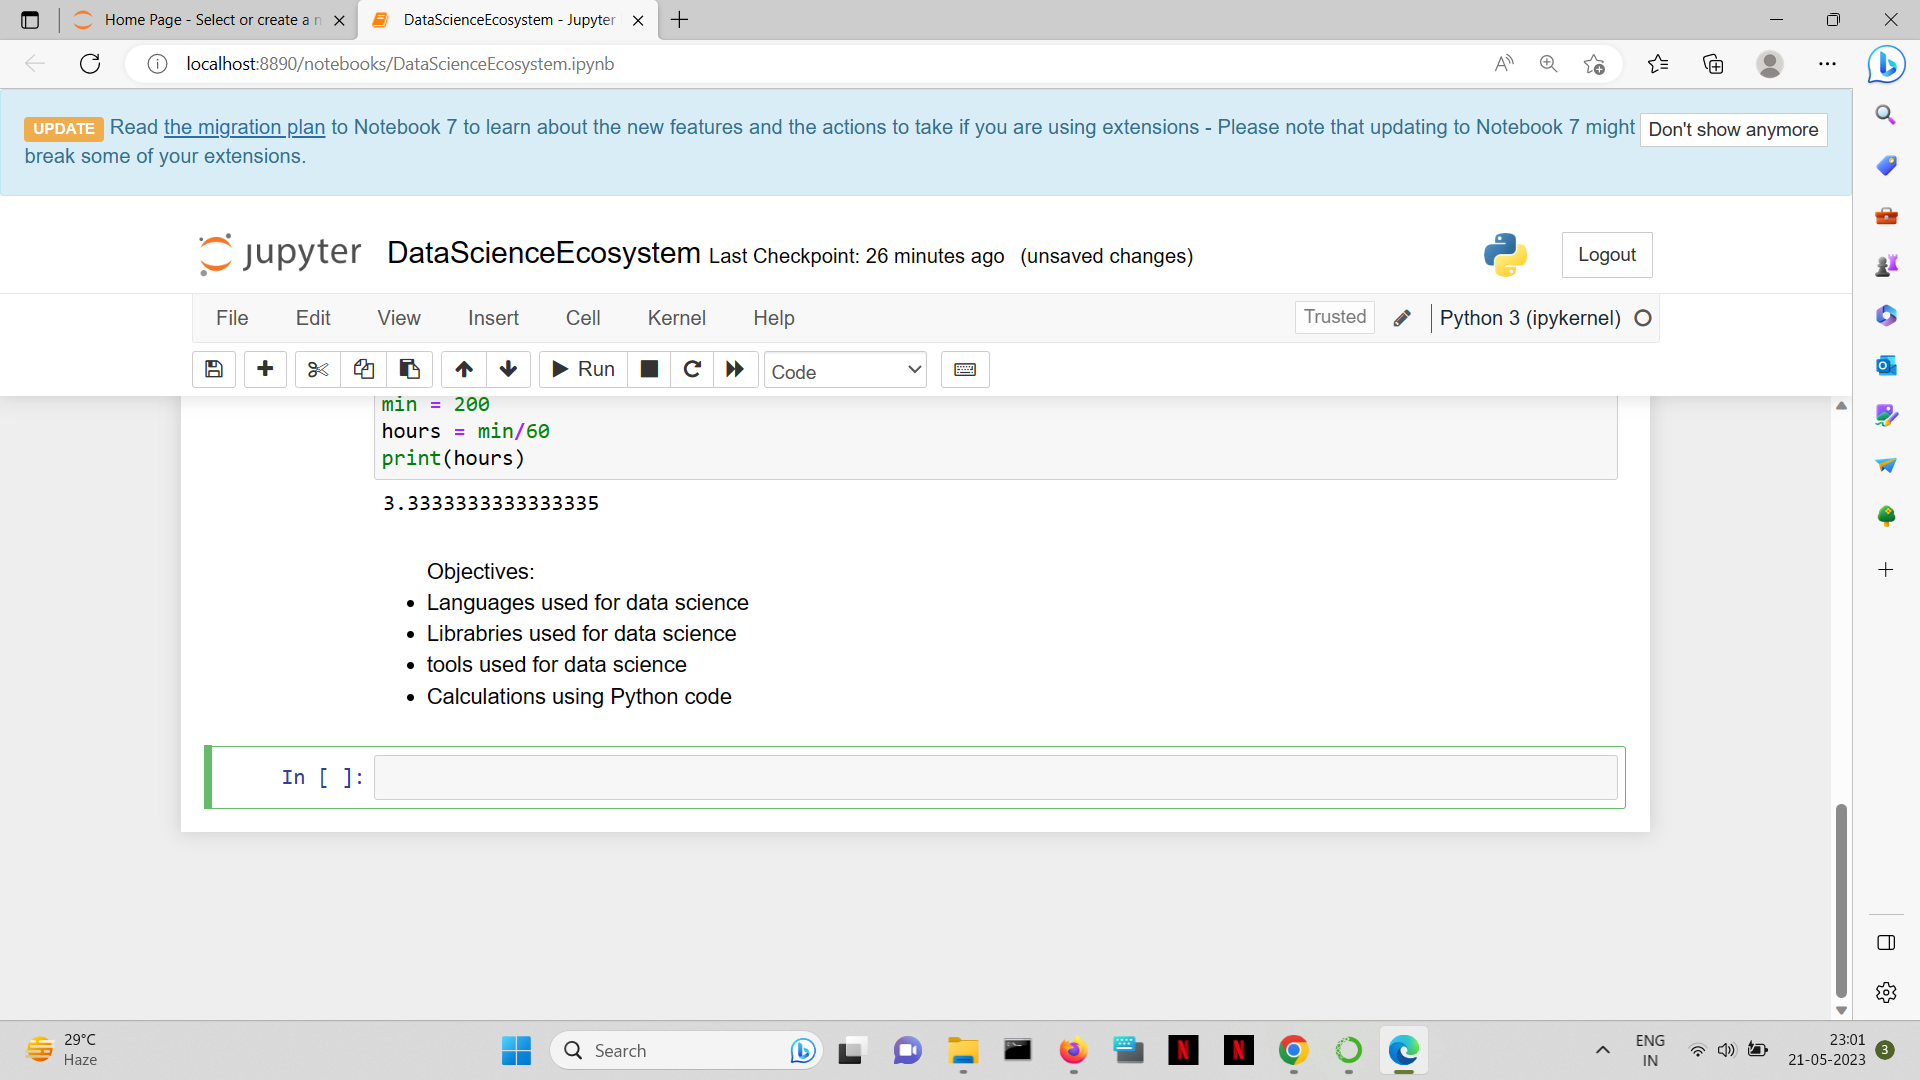 Home Page - Select or create a n
DataScienceEcosystem - Jupyter
localhost:8890/notebooks/DataScienceEcosystem.ipynb
UPDATE Read the migration plan to Notebook 7 to learn about the new features and the actions to take if you are using extensions - Please note that updating to Notebook 7 might
break some of your extensions.
Don't show anymore
jupyter DataScienceEcosystem Last Checkpoint: 26 minutes ago (unsaved changes)
Logout
File Edit View Insert Cell Kernel Help
Trusted
Python 3 (ipykernel)
Run
Code
min = 200
hours = min/60
print(hours)
3.3333333333333335
Objectives:
• Languages used for data science
• Librabries used for data science
• tools used for data science
• Calculations using Python code
In [ ]:
29°C
Haze
Search
ENG
IN
23:01
21-05-2023
3